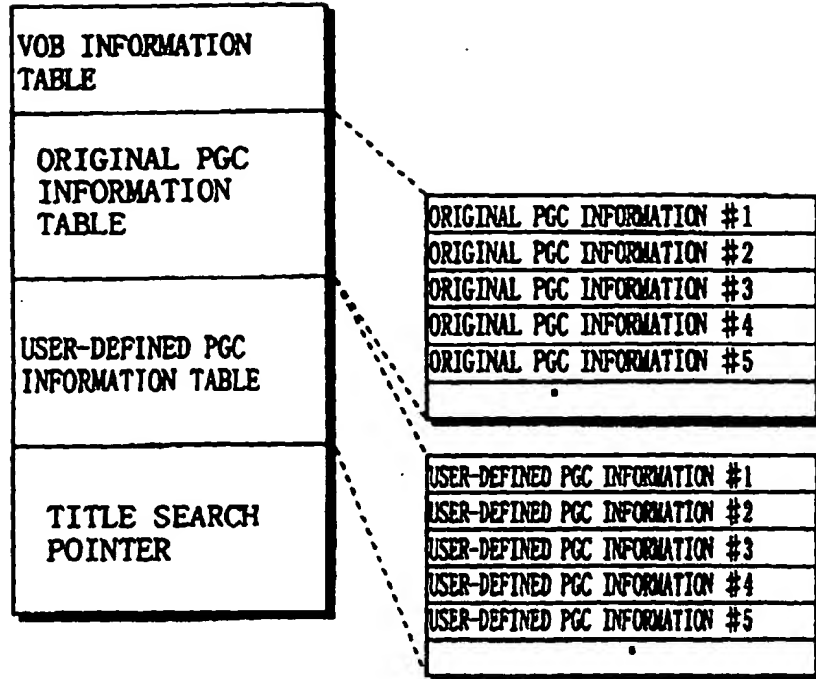 VOB INFORMATION
TABLE
ORIGINAL PGC
INFORMATION
TABLE
USER-DEFINED PGC
INFORMATION TABLE
TITLE SEARCH
POINTER
ORIGINAL PGC INFORMATION #1
ORIGINAL PGC INFORMATION #2
ORIGINAL PGC INFORMATION #3
ORIGINAL PGC INFORMATION #4
ORIGINAL PGC INFORMATION #5
USER-DEFINED PGC INFORMATION #1
USER-DEFINED PGC INFORMATION #2
USER-DEFINED PGC INFORMATION #3
USER-DEFINED PGC INFORMATION #4
USER-DEFINED PGC INFORMATION #5